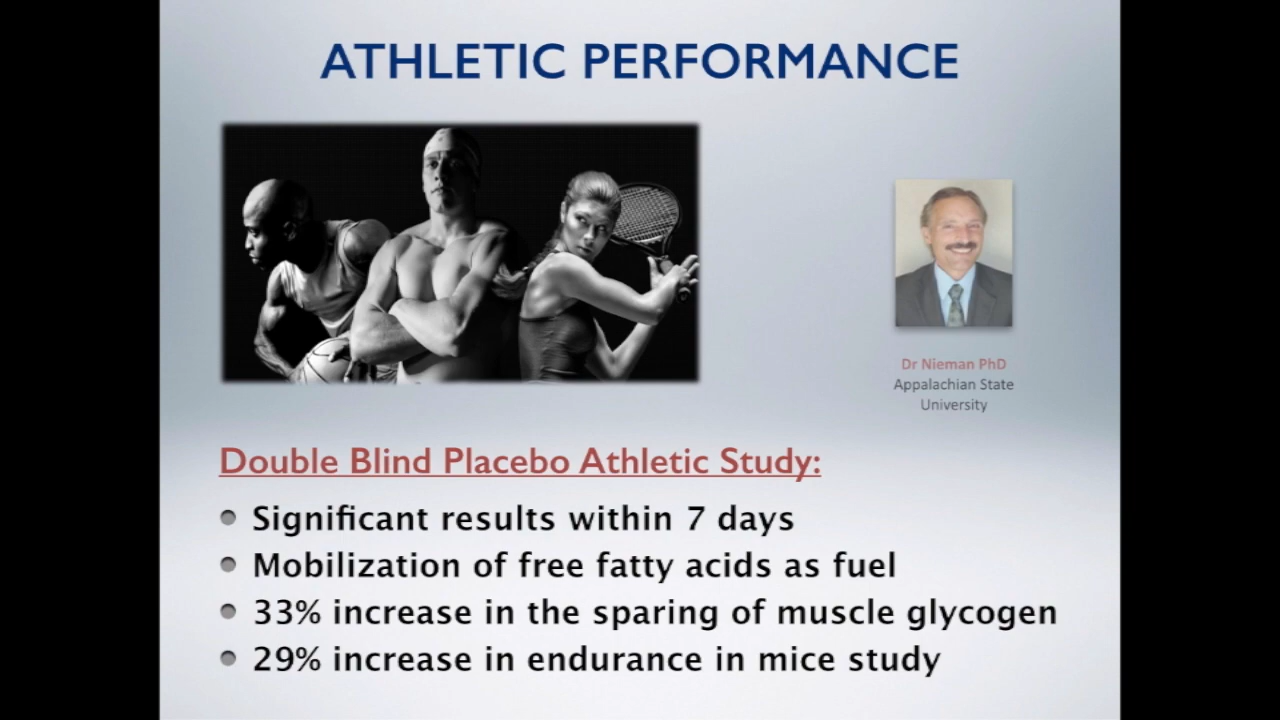 ATHLETIC PERFORMANCE
Dr Nieman PhD
Appalachian State
University
Double Blind Placebo Athletic Study:
Significant results within 7 days
Mobilization of free fatty acids as fuel
33% increase in the sparing of muscle glycogen
29% increase in endurance in mice study